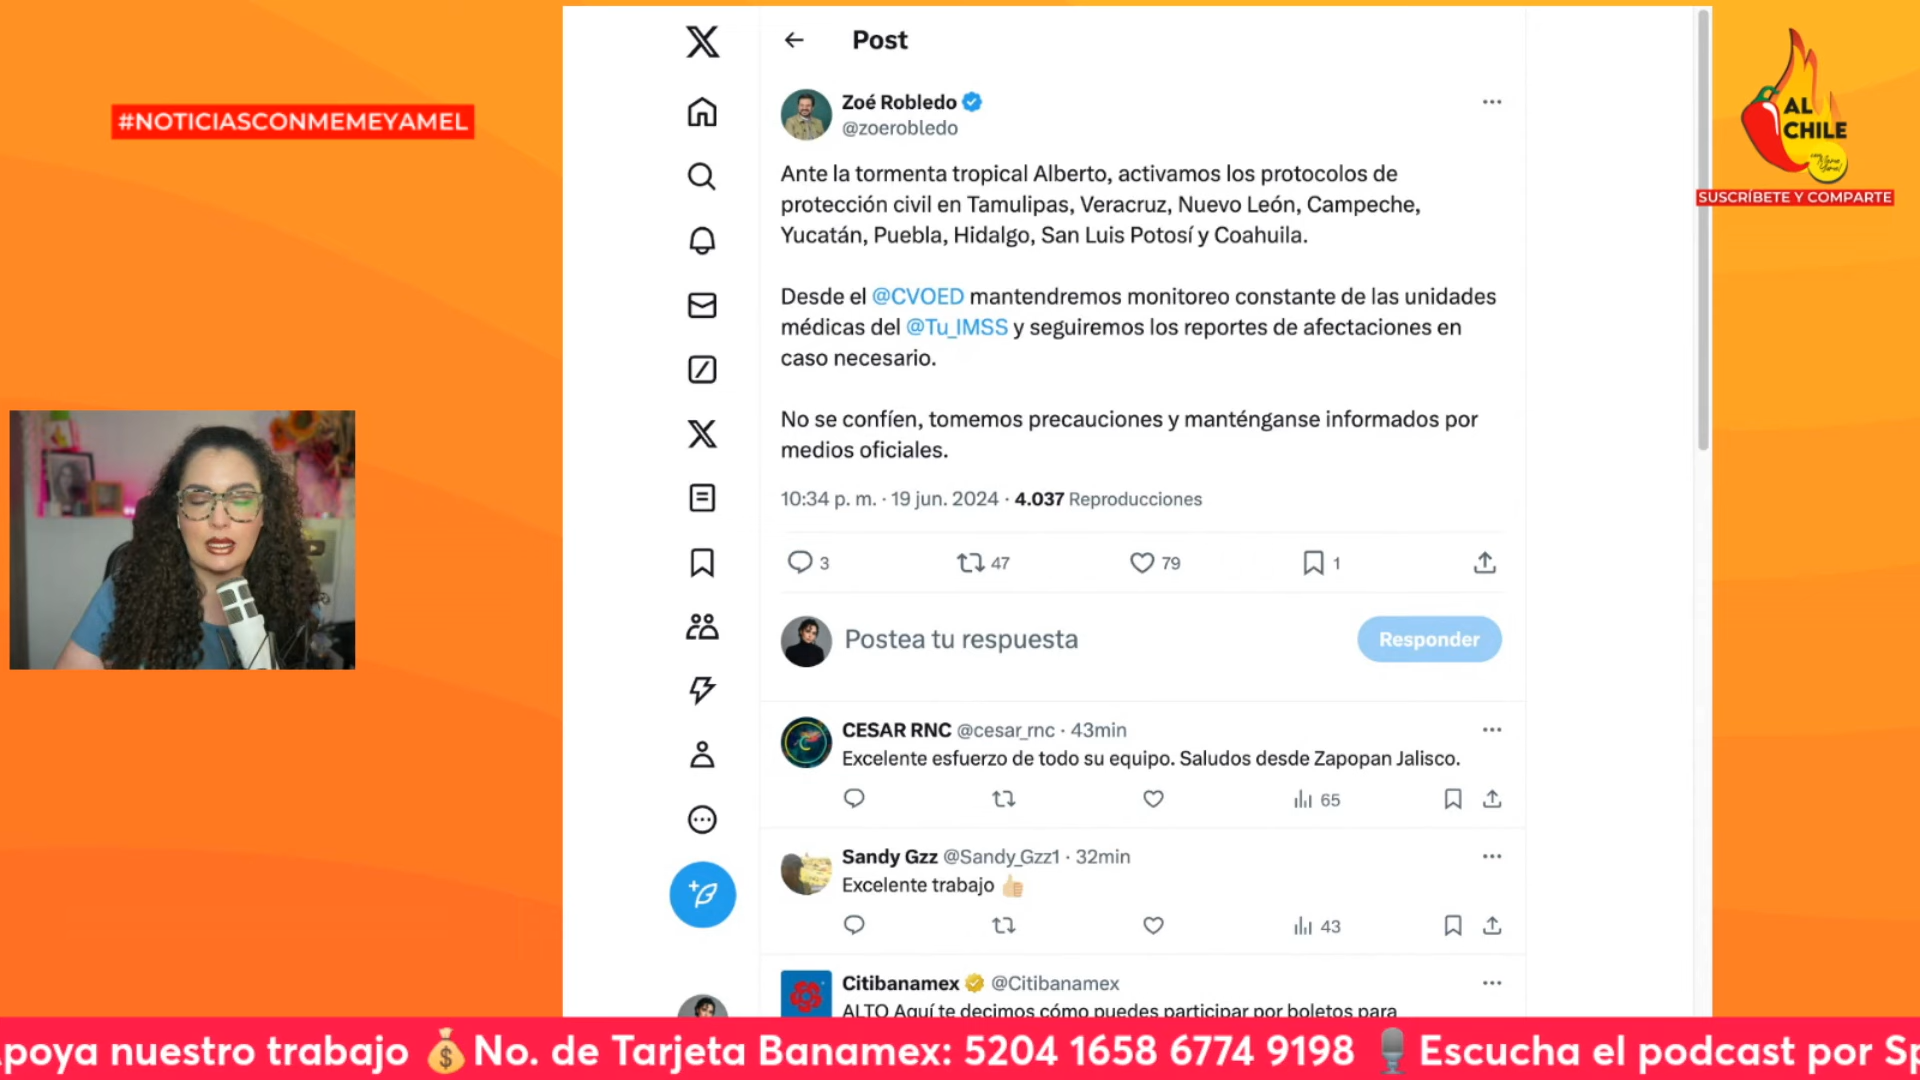 #NOTICIASCONMEMEYAMEL
Post
Zoé Robledo
@zoerobledo
Ante la tormenta tropical Alberto, activamos los protocolos de
protección civil en Tamulipas, Veracruz, Nuevo León, Campeche,
Yucatán, Puebla, Hidalgo, San Luis Potosí y Coahuila.
Desde el @CVOED mantendremos monitoreo constante de las unidades
médicas del @Tu_IMSS y seguiremos los reportes de afectaciones en
caso necesario.
No se confíen, tomemos precauciones y manténganse informados por
medios oficiales.
10:34 p. m. · 19 jun. 2024 · 4.037 Reproducciones
3 47 79 1
Postea tu respuesta
Responder
CESAR RNC @cesar_rnc · 43min
Excelente esfuerzo de todo su equipo. Saludos desde Zapopan Jalisco.
65
Sandy Gzz @Sandy_Gzz1 · 32min
Excelente trabajo 👍🏼
43
Citibanamex @Citibanamex
ALTO Aquí te decimos cómo puedes participar por boletos para
AL
CHILE
SUSCRÍBETE Y COMPARTE
poya nuestro trabajo 💰 No. de Tarjeta Banamex: 5204 1658 6774 9198 🎙️ Escucha el podcast por Sp